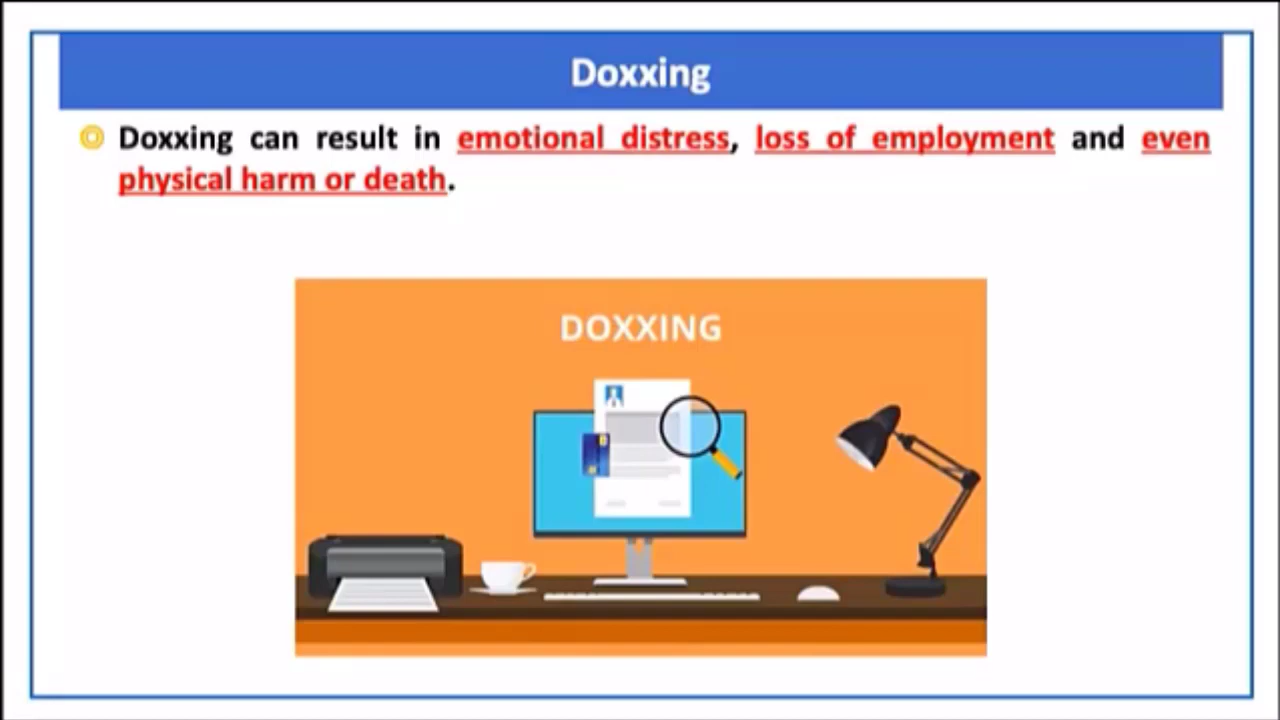 Doxxing
Doxxing can result in emotional distress, loss of employment and even
physical harm or death.
DOXXING